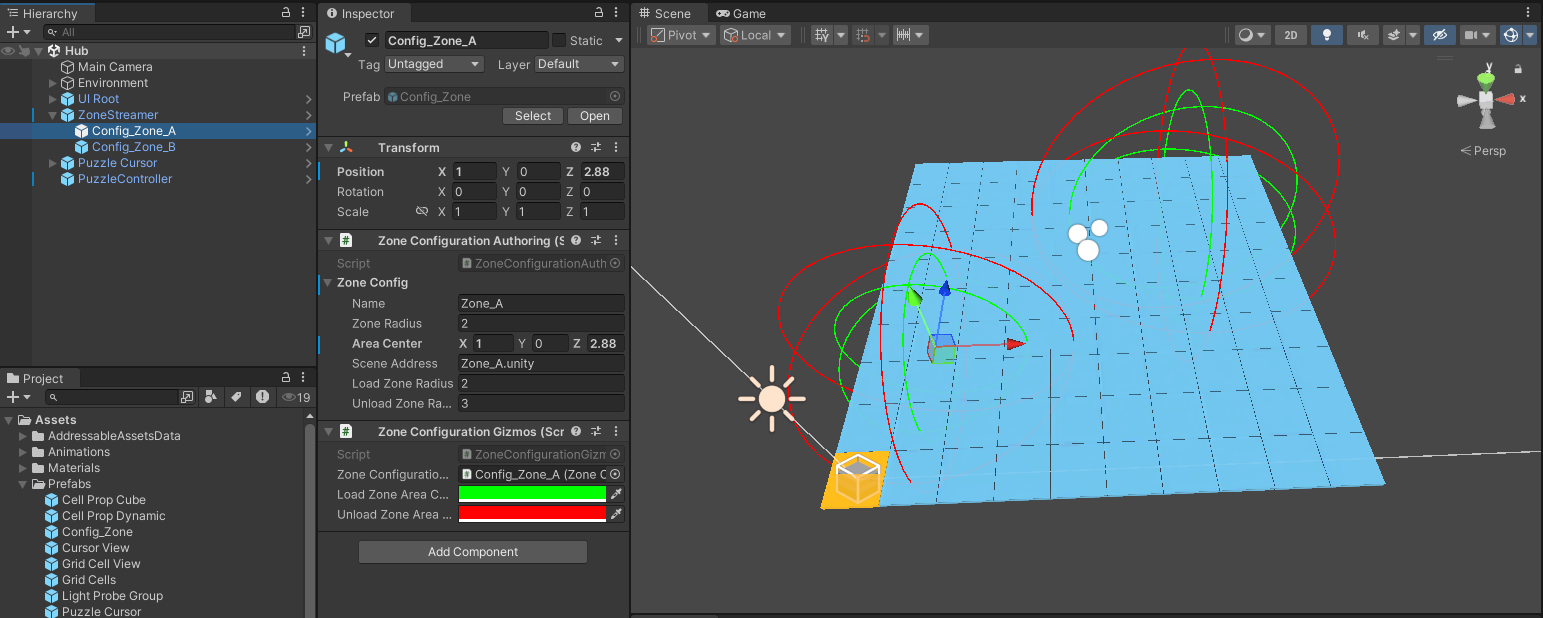 Hierarchy
All
Hub
Main Camera
Environment
UI Root
ZoneStreamer
Config_Zone_A
Config_Zone_B
Puzzle Cursor
PuzzleController
Project
19
Assets
AddressableAssetsData
Animations
Materials
Prefabs
Cell Prop Cube
Cell Prop Dynamic
Config_Zone
Cursor View
Grid Cell View
Grid Cells
Light Probe Group
Puzzle Cursor
Inspector
Config_Zone_A Static
Tag Untagged Layer Default
Prefab Config_Zone
Select Open
Transform
Position X 1 Y 0 Z 2.88
Rotation X 0 Y 0 Z 0
Scale X 1 Y 1 Z 1
# Zone Configuration Authoring (S
Script # ZoneConfigurationAuth
Zone Config
Name Zone_A
Zone Radius 2
Area Center X 1 Y 0 Z 2.88
Scene Address Zone_A.unity
Load Zone Radius 2
Unload Zone Ra... 3
# Zone Configuration Gizmos (Scr
Script # ZoneConfigurationGizm
Zone Configuratio... # Config_Zone_A (Zone C
Load Zone Area C...
Unload Zone Area ...
Add Component
Scene Game
Pivot Local 2D
y
x
Persp